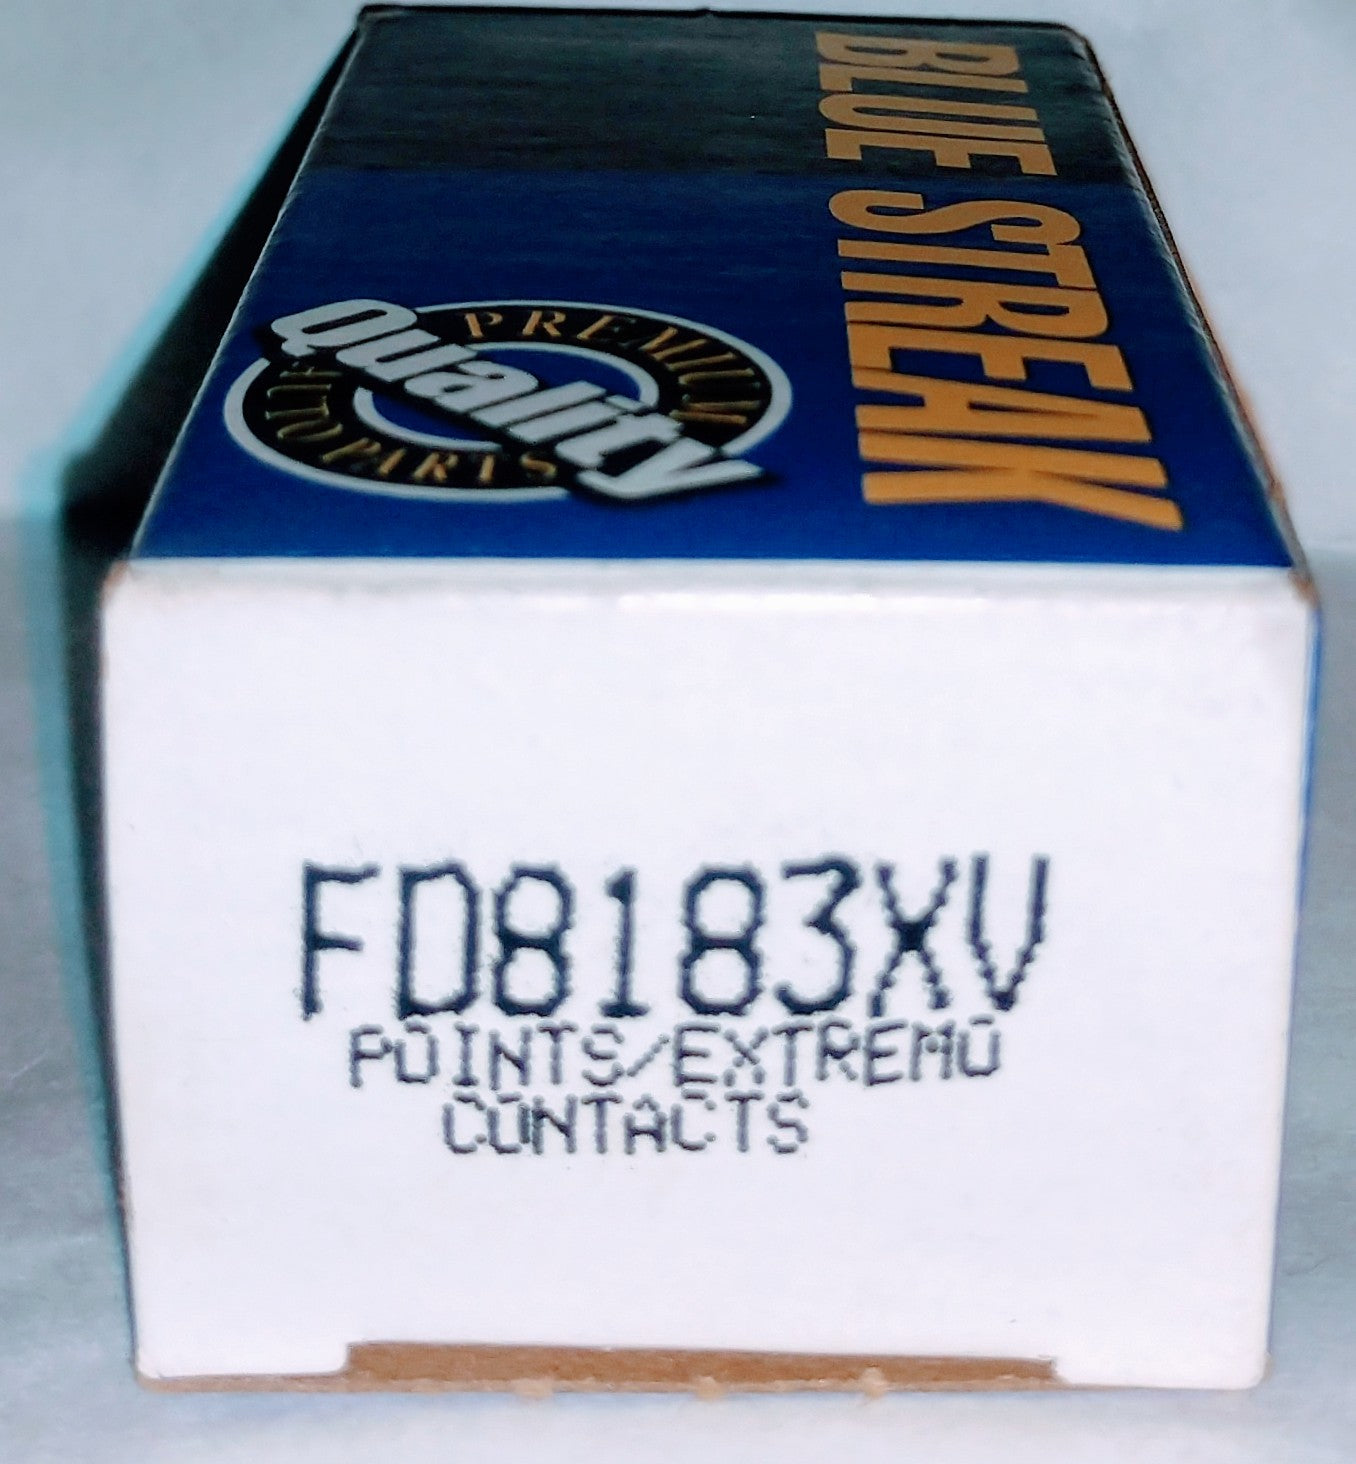 BLUE STREAK
PREMIUM
Quality
AUTO PARTS
FD8183XV
POINTS/EXTREMO
CONTACTS